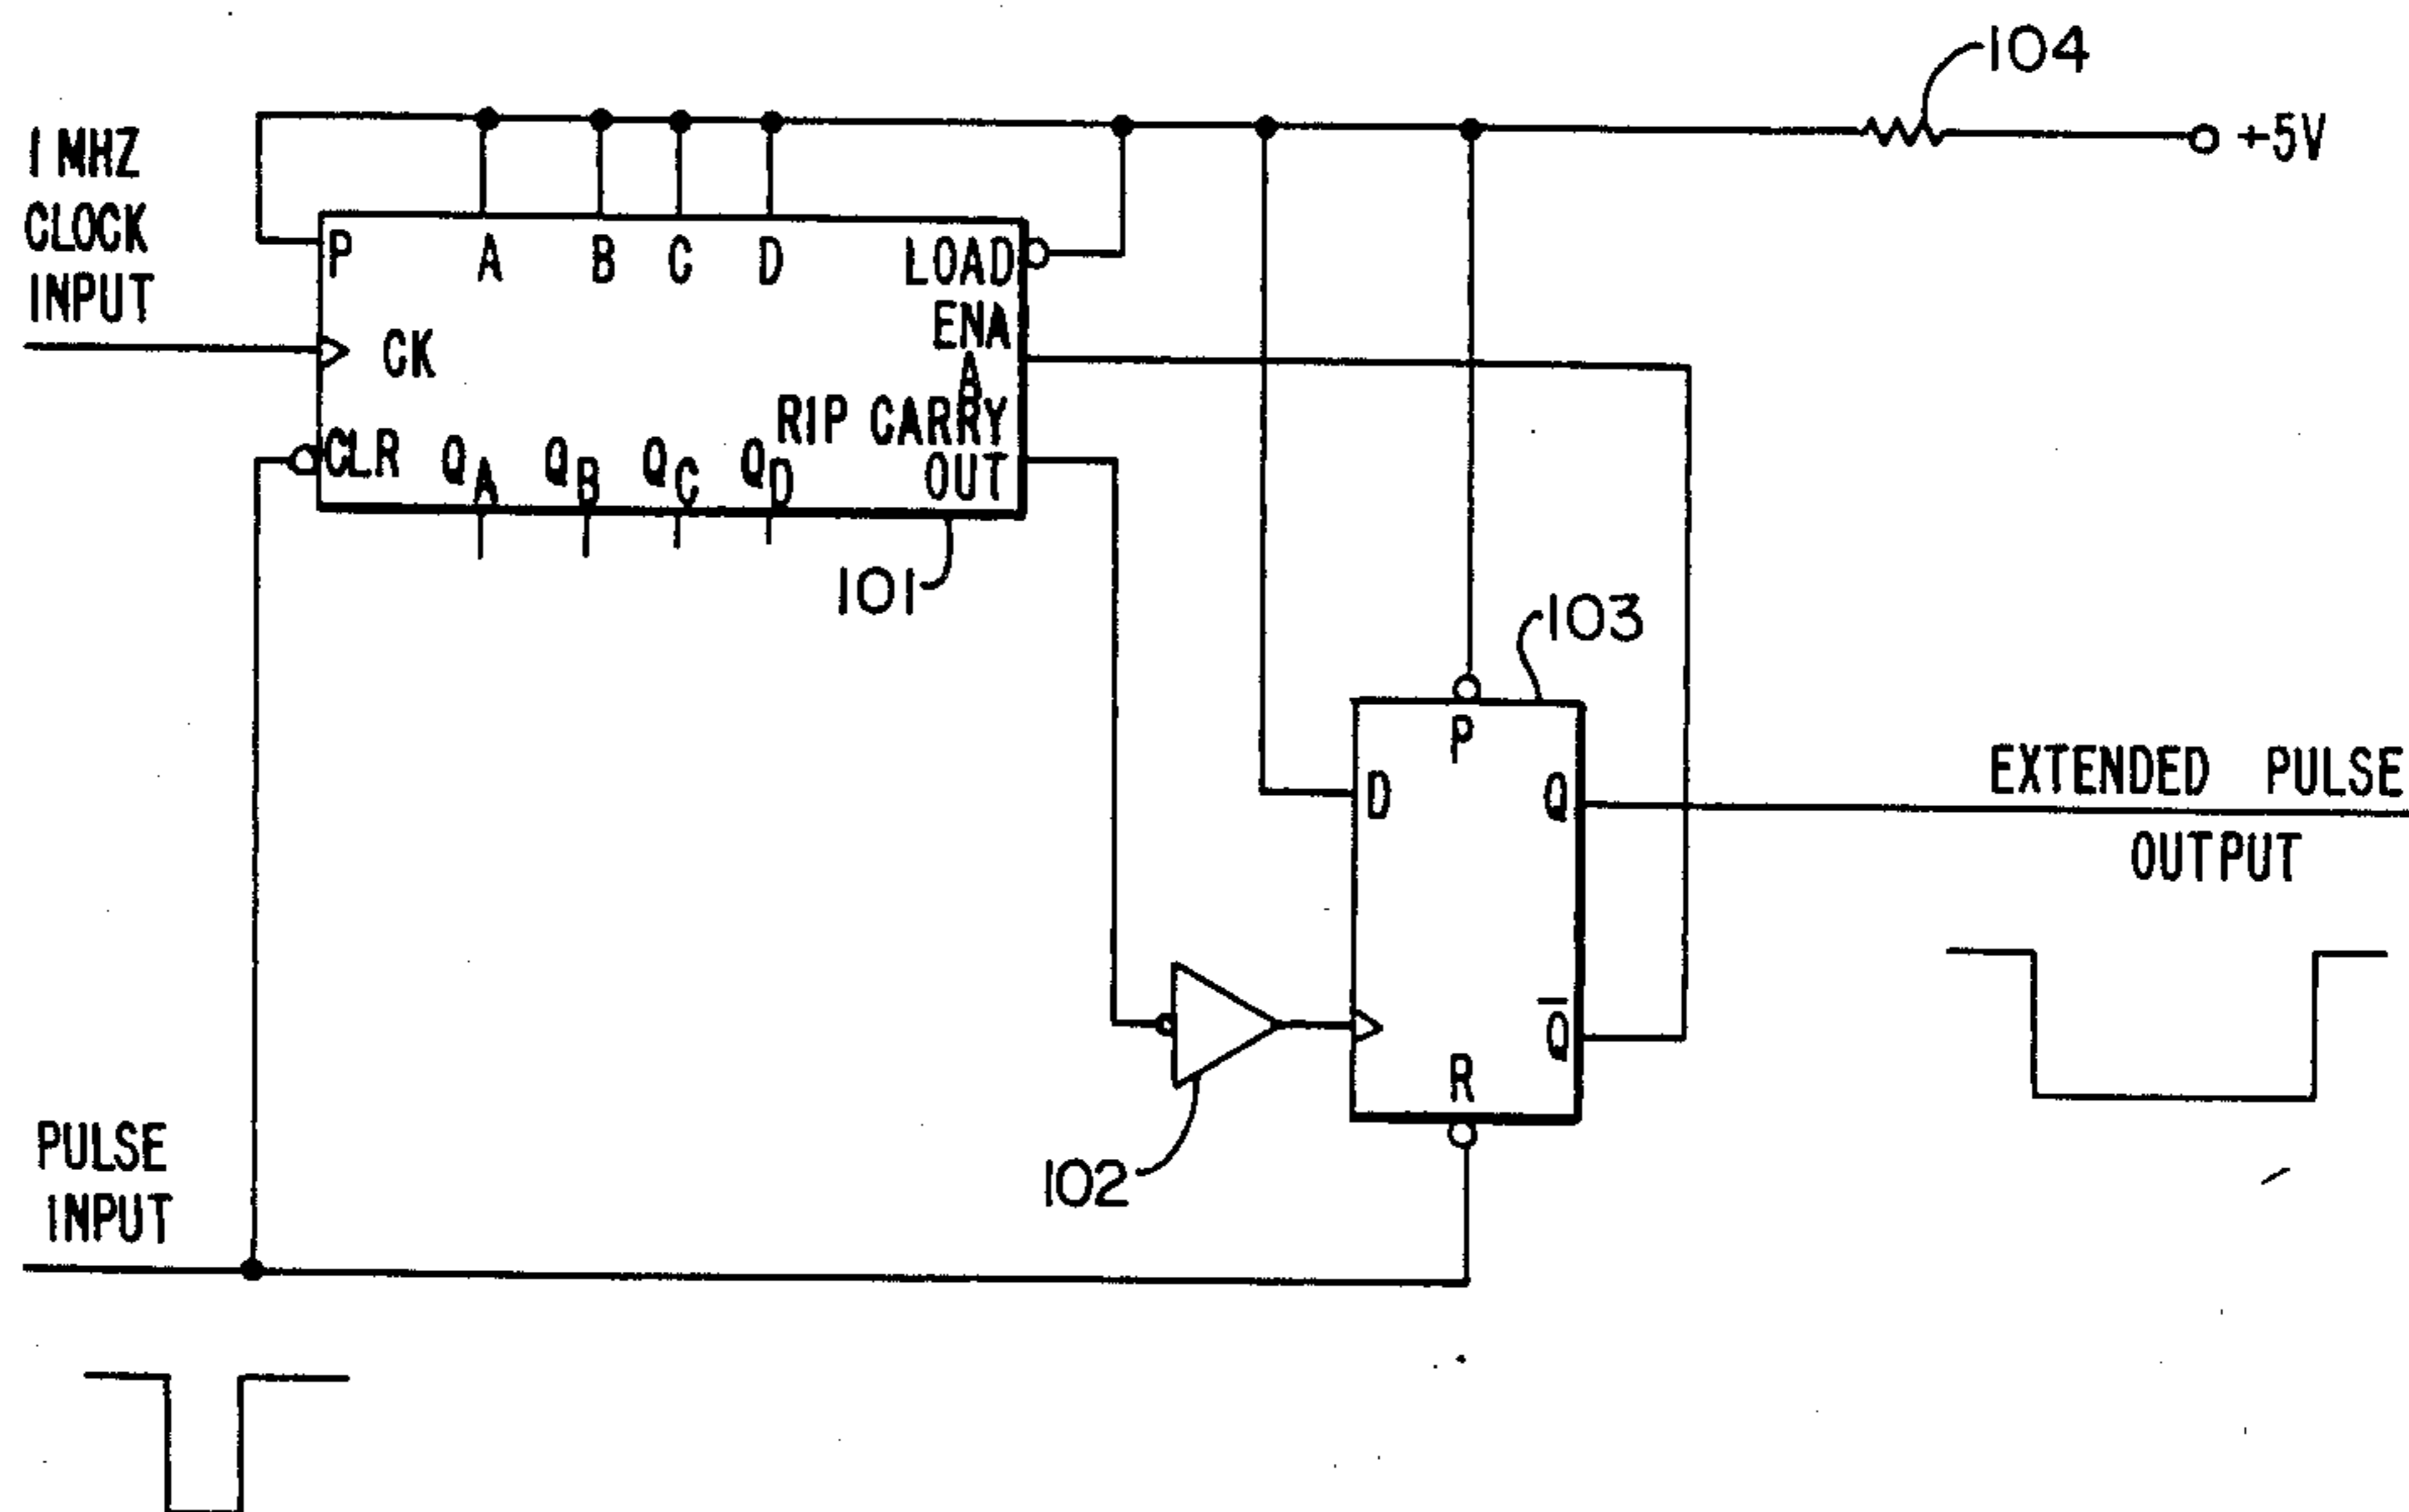 104
+5V
1 MHZ
CLOCK
INPUT
P
A
B
C
D
LOAD
ENA
A
CK
RIP CARRY
OUT
CLR
QA
QB
QC
QD
101
103
P
D
Q
Q̅
R
EXTENDED PULSE
OUTPUT
102
PULSE
INPUT